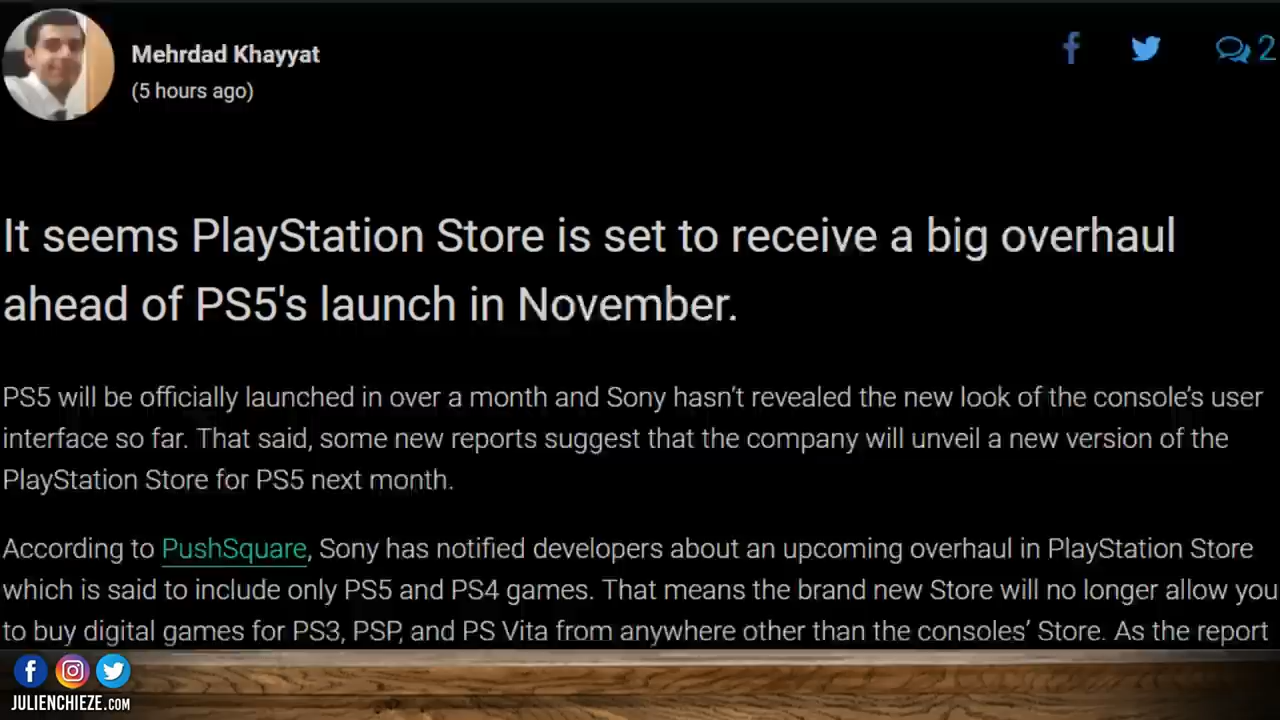 Mehrdad Khayyat
2
(5 hours ago)
It seems PlayStation Store is set to receive a big overhaul
ahead of PS5's launch in November.
PS5 will be officially launched in over a month and Sony hasn’t revealed the new look of the console’s user
interface so far. That said, some new reports suggest that the company will unveil a new version of the
PlayStation Store for PS5 next month.
According to PushSquare, Sony has notified developers about an upcoming overhaul in PlayStation Store
which is said to include only PS5 and PS4 games. That means the brand new Store will no longer allow you
to buy digital games for PS3, PSP, and PS Vita from anywhere other than the consoles’ Store. As the report
JULIENCHIEZE.COM